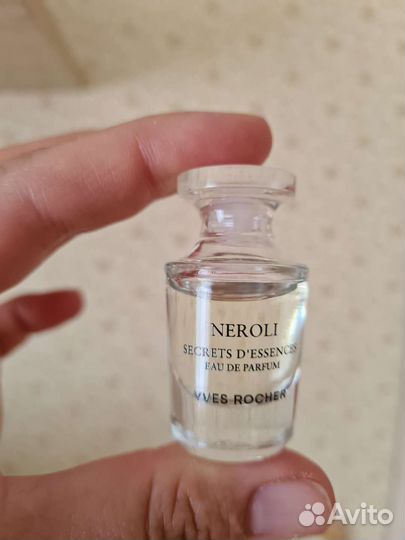 NEROLI
SECRETS D'ESSENCES
EAU DE PARFUM
YVES ROCHER
Avito